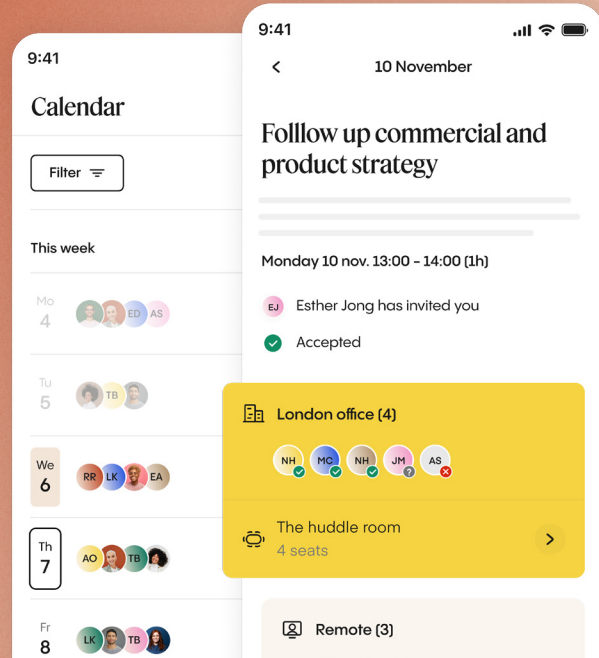 9:41
Calendar
Filter
This week
Mo
4
ED AS
Tu
5
TB
We
6
RR LK EA
Th
7
AO TB
Fr
8
LK TB
9:41
10 November
Folllow up commercial and
product strategy
Monday 10 nov. 13:00 - 14:00 (1h)
EJ Esther Jong has invited you
Accepted
London office (4)
NH MC NH JM ? AS
The huddle room
4 seats
Remote (3)